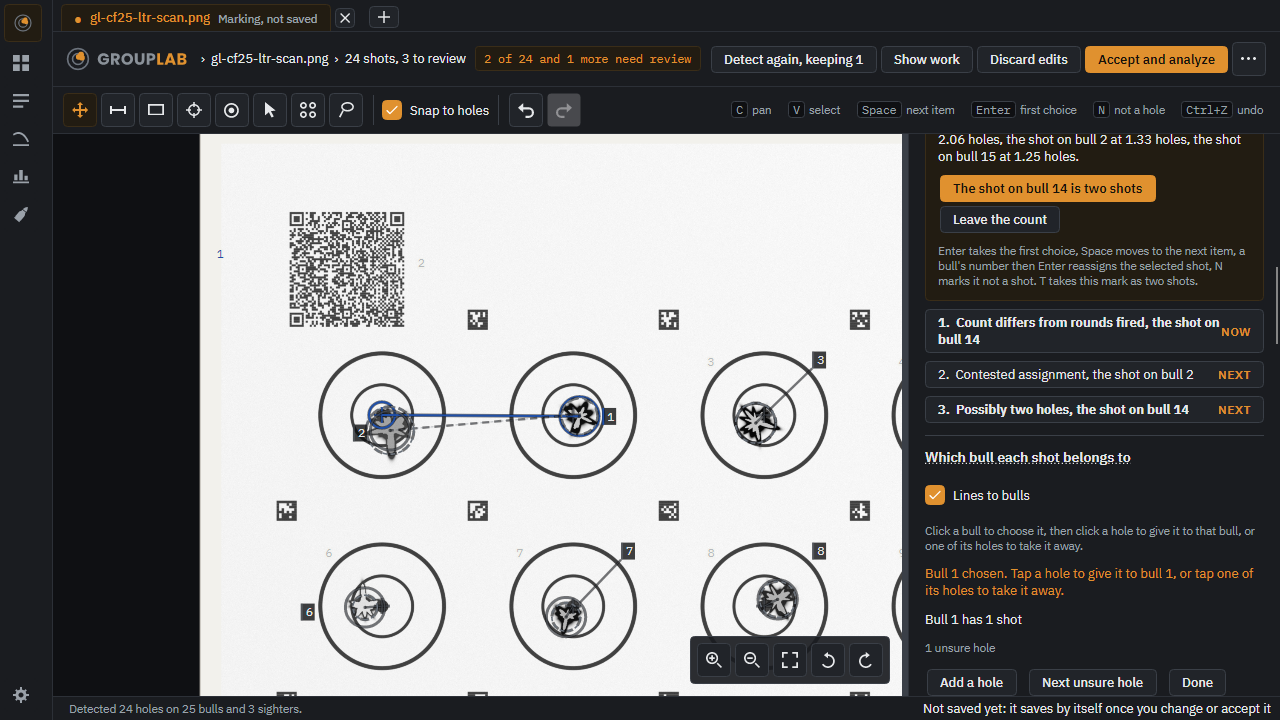 gl-cf25-ltr-scan.png Marking, not saved
GROUPLAB › gl-cf25-ltr-scan.png › 24 shots, 3 to review
2 of 24 and 1 more need review
Detect again, keeping 1
Show work
Discard edits
Accept and analyze
Snap to holes
C pan
V select
Space next item
Enter first choice
N not a hole
Ctrl+Z undo
1
2
3
3
2
1
6
7
8
6
7
8
2.06 holes, the shot on bull 2 at 1.33 holes, the shot
on bull 15 at 1.25 holes.
The shot on bull 14 is two shots
Leave the count
Enter takes the first choice, Space moves to the next item, a
bull's number then Enter reassigns the selected shot, N
marks it not a shot. T takes this mark as two shots.
1. Count differs from rounds fired, the shot on
bull 14
NOW
2. Contested assignment, the shot on bull 2 NEXT
3. Possibly two holes, the shot on bull 14 NEXT
Which bull each shot belongs to
Lines to bulls
Click a bull to choose it, then click a hole to give it to that bull, or
one of its holes to take it away.
Bull 1 chosen. Tap a hole to give it to bull 1, or tap one of
its holes to take it away.
Bull 1 has 1 shot
1 unsure hole
Add a hole
Next unsure hole
Done
Detected 24 holes on 25 bulls and 3 sighters.
Not saved yet: it saves by itself once you change or accept it